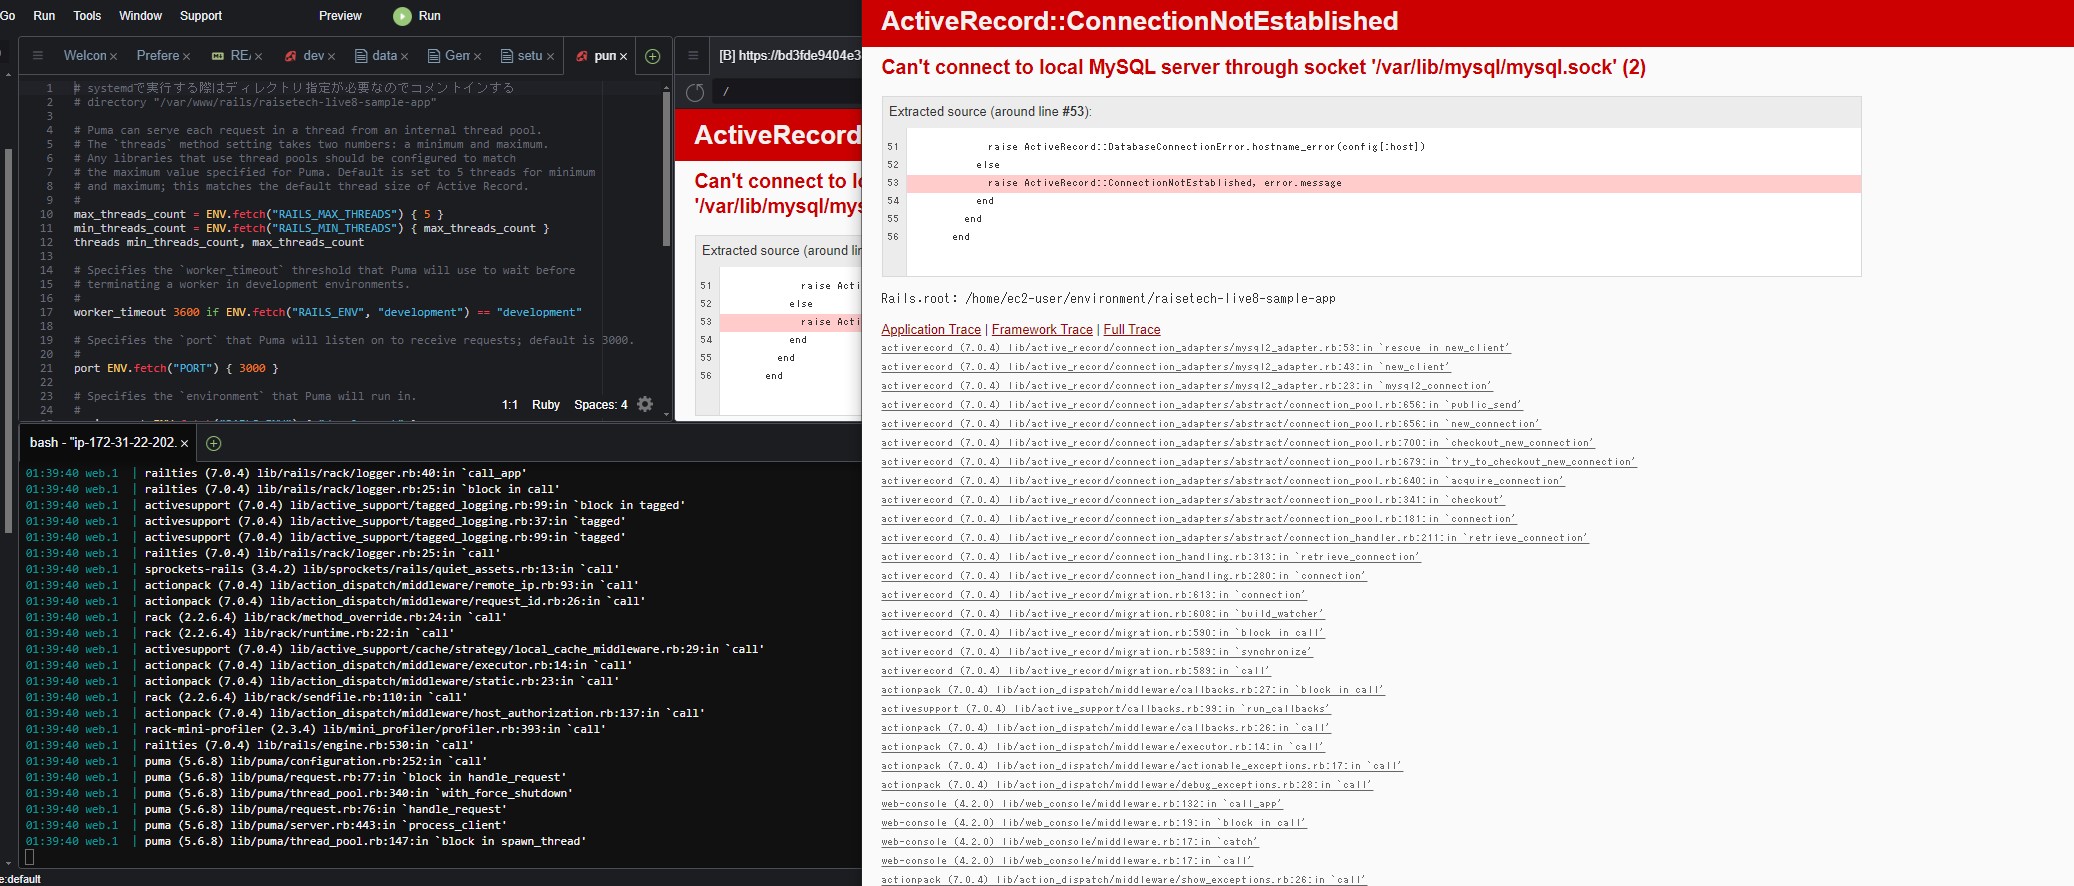 Go Run Tools Window Support Preview Run
Welcon × Prefere × RE/ × dev × data × Gem × setu × pum ×
1 # systemdで実行する際はディレクトリ指定が必要なのでコメントインする
2 # directory "/var/www/rails/raisetech-live8-sample-app"
3
4 # Puma can serve each request in a thread from an internal thread pool.
5 # The `threads` method setting takes two numbers: a minimum and maximum.
6 # Any libraries that use thread pools should be configured to match
7 # the maximum value specified for Puma. Default is set to 5 threads for minimum
8 # and maximum; this matches the default thread size of Active Record.
9 #
10 max_threads_count = ENV.fetch("RAILS_MAX_THREADS") { 5 }
11 min_threads_count = ENV.fetch("RAILS_MIN_THREADS") { max_threads_count }
12 threads min_threads_count, max_threads_count
13
14 # Specifies the `worker_timeout` threshold that Puma will use to wait before
15 # terminating a worker in development environments.
16 #
17 worker_timeout 3600 if ENV.fetch("RAILS_ENV", "development") == "development"
18
19 # Specifies the `port` that Puma will listen on to receive requests; default is 3000.
20 #
21 port ENV.fetch("PORT") { 3000 }
22
23 # Specifies the `environment` that Puma will run in.
24 #
1:1 Ruby Spaces: 4
[B] https://bd3fde9404e3
/
ActiveRecord
Can't connect to lo
'/var/lib/mysql/mys
Extracted source (around lin
51 raise Acti
52 else
53 raise Acti
54 end
55 end
56 end
bash - "ip-172-31-22-202. ×
01:39:40 web.1 | railties (7.0.4) lib/rails/rack/logger.rb:40:in `call_app'
01:39:40 web.1 | railties (7.0.4) lib/rails/rack/logger.rb:25:in `block in call'
01:39:40 web.1 | activesupport (7.0.4) lib/active_support/tagged_logging.rb:99:in `block in tagged'
01:39:40 web.1 | activesupport (7.0.4) lib/active_support/tagged_logging.rb:37:in `tagged'
01:39:40 web.1 | activesupport (7.0.4) lib/active_support/tagged_logging.rb:99:in `tagged'
01:39:40 web.1 | railties (7.0.4) lib/rails/rack/logger.rb:25:in `call'
01:39:40 web.1 | sprockets-rails (3.4.2) lib/sprockets/rails/quiet_assets.rb:13:in `call'
01:39:40 web.1 | actionpack (7.0.4) lib/action_dispatch/middleware/remote_ip.rb:93:in `call'
01:39:40 web.1 | actionpack (7.0.4) lib/action_dispatch/middleware/request_id.rb:26:in `call'
01:39:40 web.1 | rack (2.2.6.4) lib/rack/method_override.rb:24:in `call'
01:39:40 web.1 | rack (2.2.6.4) lib/rack/runtime.rb:22:in `call'
01:39:40 web.1 | activesupport (7.0.4) lib/active_support/cache/strategy/local_cache_middleware.rb:29:in `call'
01:39:40 web.1 | actionpack (7.0.4) lib/action_dispatch/middleware/executor.rb:14:in `call'
01:39:40 web.1 | actionpack (7.0.4) lib/action_dispatch/middleware/static.rb:23:in `call'
01:39:40 web.1 | rack (2.2.6.4) lib/rack/sendfile.rb:110:in `call'
01:39:40 web.1 | actionpack (7.0.4) lib/action_dispatch/middleware/host_authorization.rb:137:in `call'
01:39:40 web.1 | rack-mini-profiler (2.3.4) lib/mini_profiler/profiler.rb:393:in `call'
01:39:40 web.1 | railties (7.0.4) lib/rails/engine.rb:530:in `call'
01:39:40 web.1 | puma (5.6.8) lib/puma/configuration.rb:252:in `call'
01:39:40 web.1 | puma (5.6.8) lib/puma/request.rb:77:in `block in handle_request'
01:39:40 web.1 | puma (5.6.8) lib/puma/thread_pool.rb:340:in `with_force_shutdown'
01:39:40 web.1 | puma (5.6.8) lib/puma/request.rb:76:in `handle_request'
01:39:40 web.1 | puma (5.6.8) lib/puma/server.rb:443:in `process_client'
01:39:40 web.1 | puma (5.6.8) lib/puma/thread_pool.rb:147:in `block in spawn_thread'
e:default
ActiveRecord::ConnectionNotEstablished
Can't connect to local MySQL server through socket '/var/lib/mysql/mysql.sock' (2)
Extracted source (around line #53):
51 raise ActiveRecord::DatabaseConnectionError.hostname_error(config[:host])
52 else
53 raise ActiveRecord::ConnectionNotEstablished, error.message
54 end
55 end
56 end
Rails.root: /home/ec2-user/environment/raisetech-live8-sample-app
Application Trace | Framework Trace | Full Trace
activerecord (7.0.4) lib/active_record/connection_adapters/mysql2_adapter.rb:53:in `rescue in new_client'
activerecord (7.0.4) lib/active_record/connection_adapters/mysql2_adapter.rb:43:in `new_client'
activerecord (7.0.4) lib/active_record/connection_adapters/mysql2_adapter.rb:23:in `mysql2_connection'
activerecord (7.0.4) lib/active_record/connection_adapters/abstract/connection_pool.rb:656:in `public_send'
activerecord (7.0.4) lib/active_record/connection_adapters/abstract/connection_pool.rb:656:in `new_connection'
activerecord (7.0.4) lib/active_record/connection_adapters/abstract/connection_pool.rb:700:in `checkout_new_connection'
activerecord (7.0.4) lib/active_record/connection_adapters/abstract/connection_pool.rb:679:in `try_to_checkout_new_connection'
activerecord (7.0.4) lib/active_record/connection_adapters/abstract/connection_pool.rb:640:in `acquire_connection'
activerecord (7.0.4) lib/active_record/connection_adapters/abstract/connection_pool.rb:341:in `checkout'
activerecord (7.0.4) lib/active_record/connection_adapters/abstract/connection_pool.rb:181:in `connection'
activerecord (7.0.4) lib/active_record/connection_adapters/abstract/connection_handler.rb:211:in `retrieve_connection'
activerecord (7.0.4) lib/active_record/connection_handling.rb:313:in `retrieve_connection'
activerecord (7.0.4) lib/active_record/connection_handling.rb:280:in `connection'
activerecord (7.0.4) lib/active_record/migration.rb:613:in `connection'
activerecord (7.0.4) lib/active_record/migration.rb:608:in `build_watcher'
activerecord (7.0.4) lib/active_record/migration.rb:590:in `block in call'
activerecord (7.0.4) lib/active_record/migration.rb:589:in `synchronize'
activerecord (7.0.4) lib/active_record/migration.rb:589:in `call'
actionpack (7.0.4) lib/action_dispatch/middleware/callbacks.rb:27:in `block in call'
activesupport (7.0.4) lib/active_support/callbacks.rb:99:in `run_callbacks'
actionpack (7.0.4) lib/action_dispatch/middleware/callbacks.rb:26:in `call'
actionpack (7.0.4) lib/action_dispatch/middleware/executor.rb:14:in `call'
actionpack (7.0.4) lib/action_dispatch/middleware/actionable_exceptions.rb:17:in `call'
actionpack (7.0.4) lib/action_dispatch/middleware/debug_exceptions.rb:28:in `call'
web-console (4.2.0) lib/web_console/middleware.rb:132:in `call_app'
web-console (4.2.0) lib/web_console/middleware.rb:19:in `block in call'
web-console (4.2.0) lib/web_console/middleware.rb:17:in `catch'
web-console (4.2.0) lib/web_console/middleware.rb:17:in `call'
actionpack (7.0.4) lib/action_dispatch/middleware/show_exceptions.rb:26:in `call'